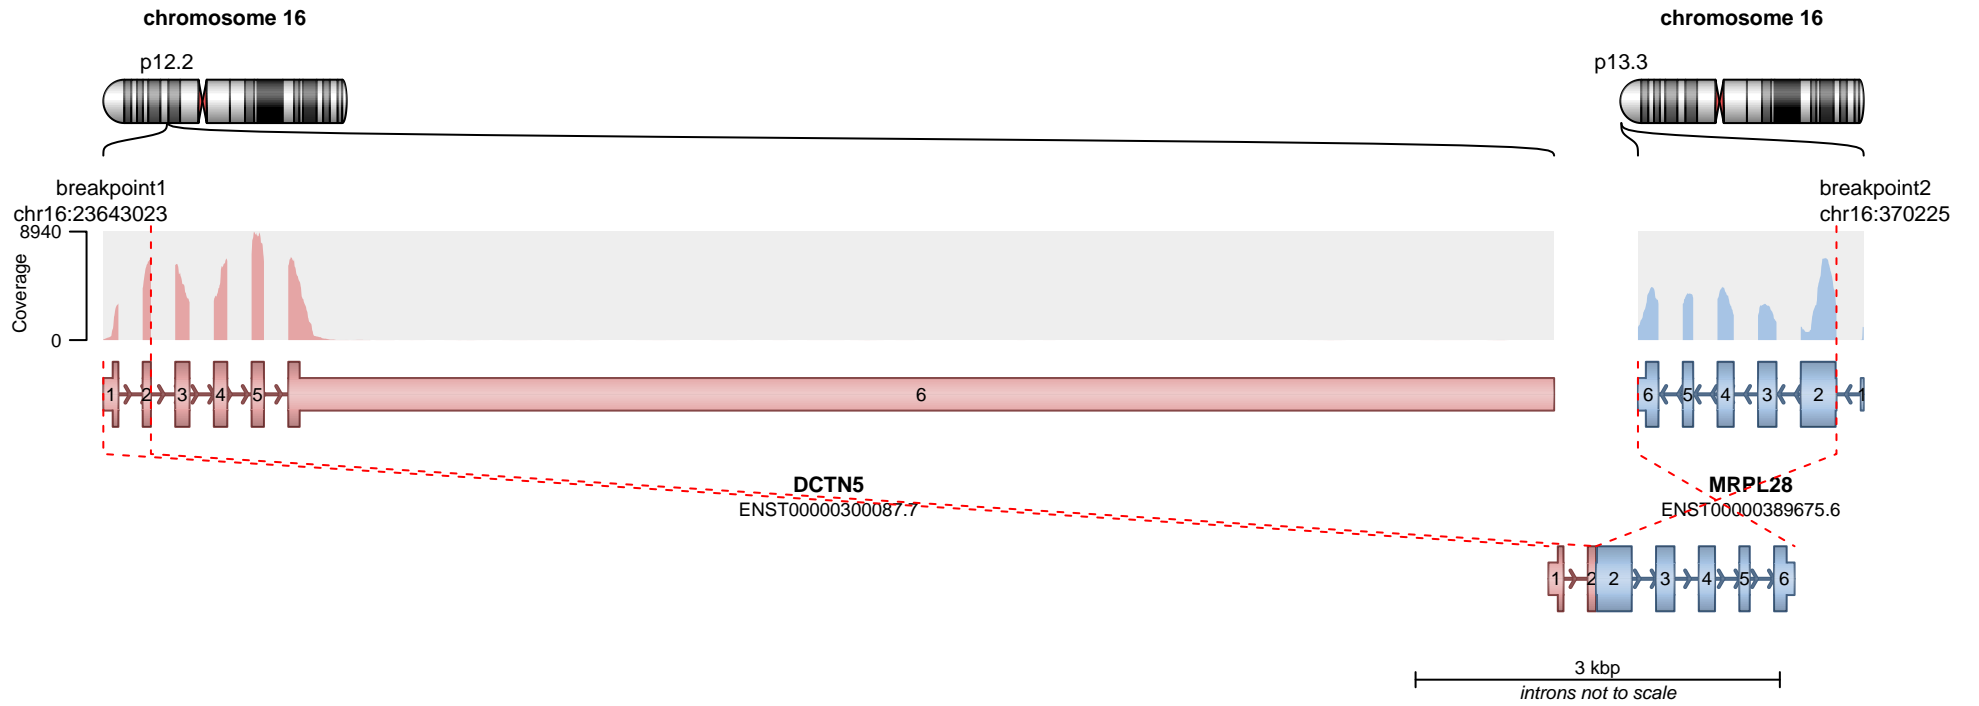 chromosome 16
chromosome 16
p12.2
p13.3
breakpoint1
chr16:23643023
breakpoint2
chr16:370225
8940
Coverage
0
1 2 3 4 5 6
6 5 4 3 2 1
DCTN5
ENST00000300087.7
MRPL28
ENST00000389675.6
1 2 2 3 4 5 6
3 kbp
introns not to scale